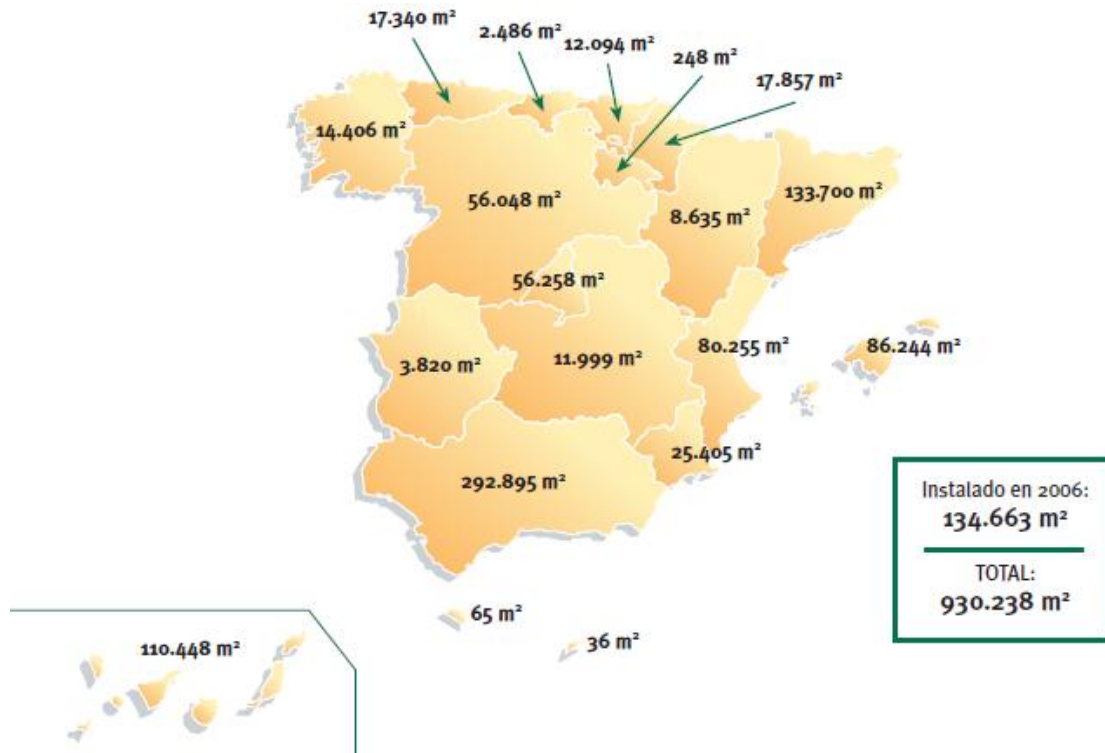 17.340 m²
2.486 m²
12.094 m²
248 m²
17.857 m²
14.406 m²
56.048 m²
8.635 m²
133.700 m²
56.258 m²
3.820 m²
11.999 m²
80.255 m²
86.244 m²
25.405 m²
292.895 m²
Instalado en 2006:
134.663 m²
TOTAL:
930.238 m²
65 m²
36 m²
110.448 m²